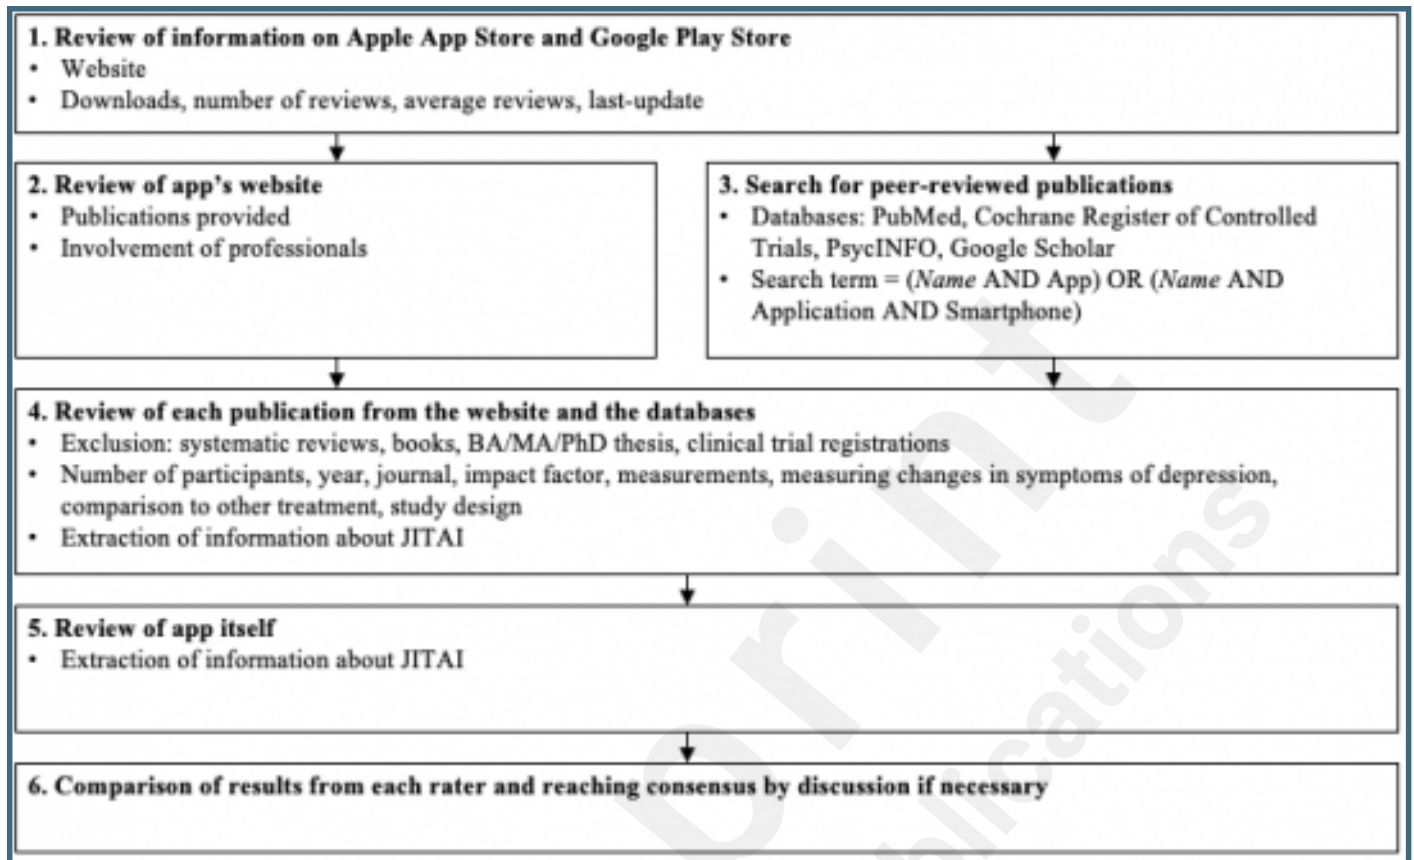 1. Review of information on Apple App Store and Google Play Store
• Website
• Downloads, number of reviews, average reviews, last-update
2. Review of app's website
• Publications provided
• Involvement of professionals
3. Search for peer-reviewed publications
• Databases: PubMed, Cochrane Register of Controlled
Trials, PsycINFO, Google Scholar
• Search term = (Name AND App) OR (Name AND
Application AND Smartphone)
4. Review of each publication from the website and the databases
• Exclusion: systematic reviews, books, BA/MA/PhD thesis, clinical trial registrations
• Number of participants, year, journal, impact factor, measurements, measuring changes in symptoms of depression,
comparison to other treatment, study design
• Extraction of information about JITAI
5. Review of app itself
• Extraction of information about JITAI
6. Comparison of results from each rater and reaching consensus by discussion if necessary